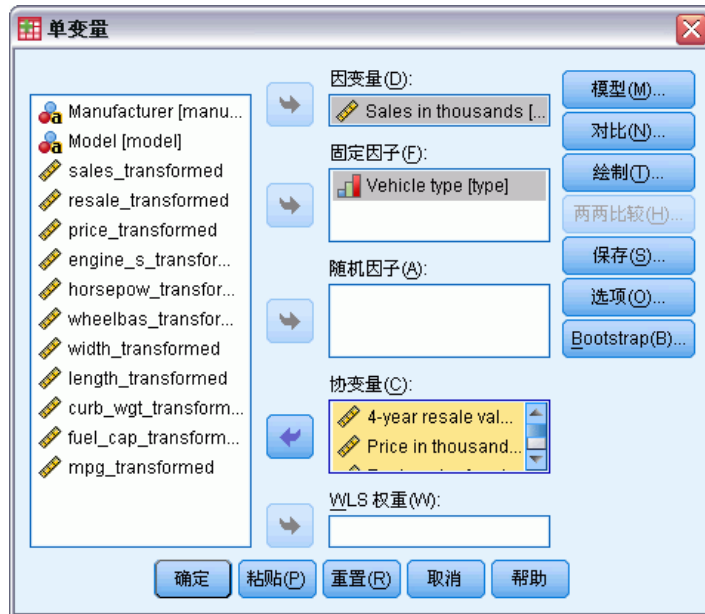 单变量
Manufacturer [manu...
Model [model]
sales_transformed
resale_transformed
price_transformed
engine_s_transfor...
horsepow_transfor...
wheelbas_transfor...
width_transformed
length_transformed
curb_wgt_transform...
fuel_cap_transform...
mpg_transformed
因变量(D):
Sales in thousands [...
固定因子(F):
Vehicle type [type]
随机因子(A):
协变量(C):
4-year resale val...
Price in thousand...
WLS 权重(W):
模型(M)...
对比(N)...
绘制(T)...
两两比较(H)...
保存(S)...
选项(O)...
Bootstrap(B)...
确定
粘贴(P)
重置(R)
取消
帮助